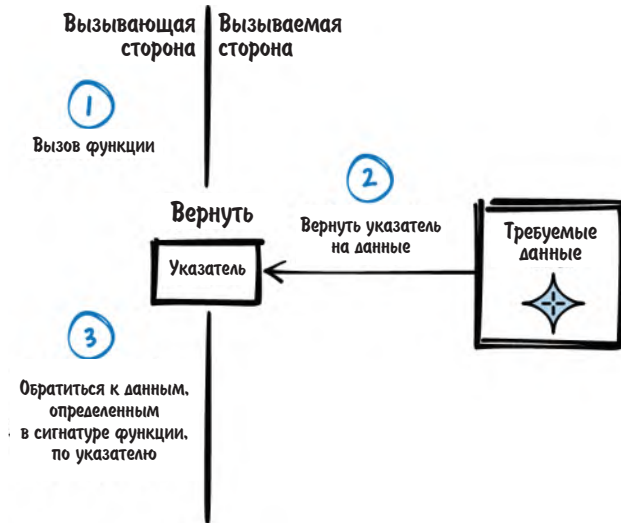 Вызывающая
сторона
Вызываемая
сторона
1
Вызов функции
2
Вернуть указатель
на данные
Вернуть
Указатель
Требуемые
данные
3
Обратиться к данным,
определенным
в сигнатуре функции,
по указателю